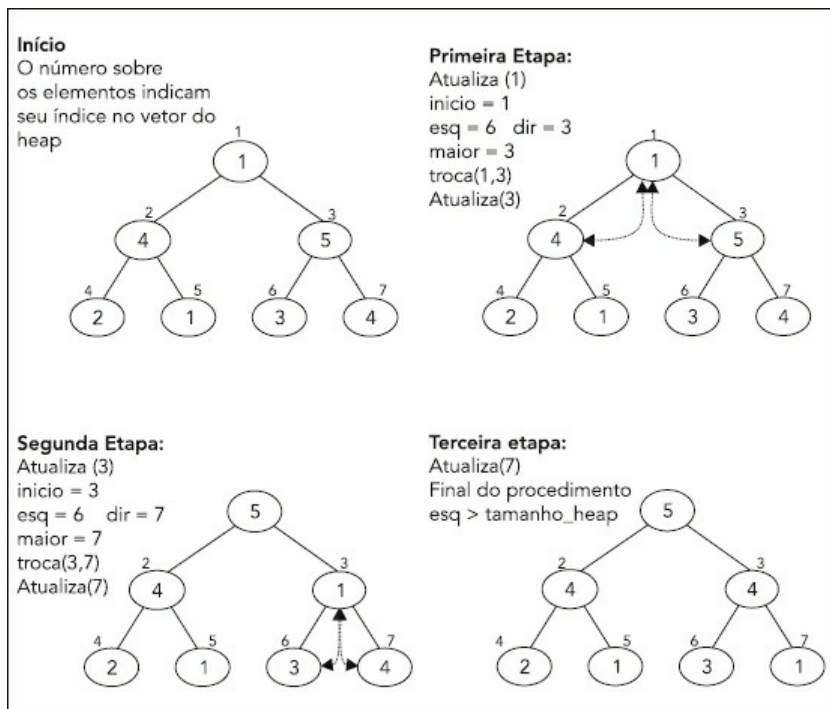 Início
O número sobre
os elementos indicam
seu índice no vetor do
heap
1
1
2
3
4
5
4
5
6
7
2
1
3
4
Primeira Etapa:
Atualiza (1)
inicio = 1
esq = 6 dir = 3
maior = 3
troca(1,3)
Atualiza(3)
1
1
2
3
4
5
4
5
6
7
2
1
3
4
Segunda Etapa:
Atualiza (3)
inicio = 3
esq = 6 dir = 7
maior = 7
troca(3,7)
Atualiza(7)
5
2
3
4
1
4
5
6
7
2
1
3
4
Terceira etapa:
Atualiza(7)
Final do procedimento
esq > tamanho_heap
5
2
3
4
4
4
5
6
7
2
1
3
1